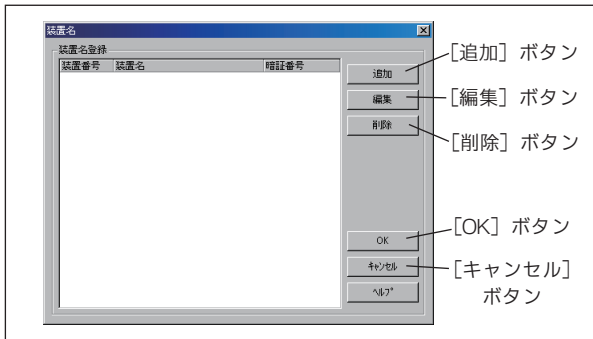 装置名
装置名登録
装置番号 装置名 暗証番号
追加
編集
削除
OK
キャンセル
ヘルプ
［追加］ボタン
［編集］ボタン
［削除］ボタン
［OK］ボタン
［キャンセル］
ボタン